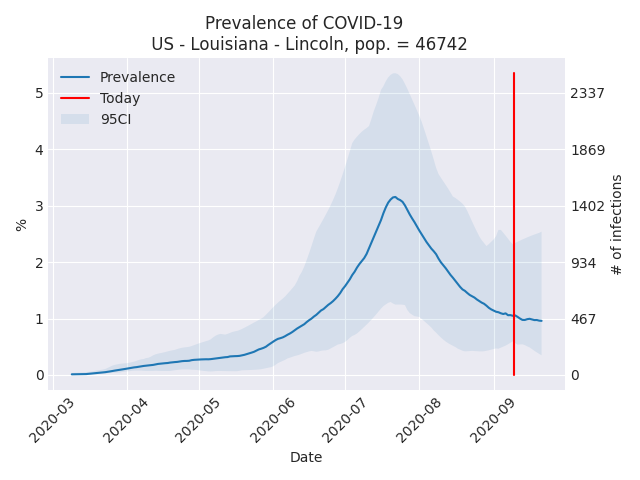 Prevalence of COVID-19
US - Louisiana - Lincoln, pop. = 46742
Prevalence
Today
95CI
5
4
3
2
1
0
%
2337
1869
1402
934
467
0
# of infections
2020-03
2020-04
2020-05
2020-06
2020-07
2020-08
2020-09
Date